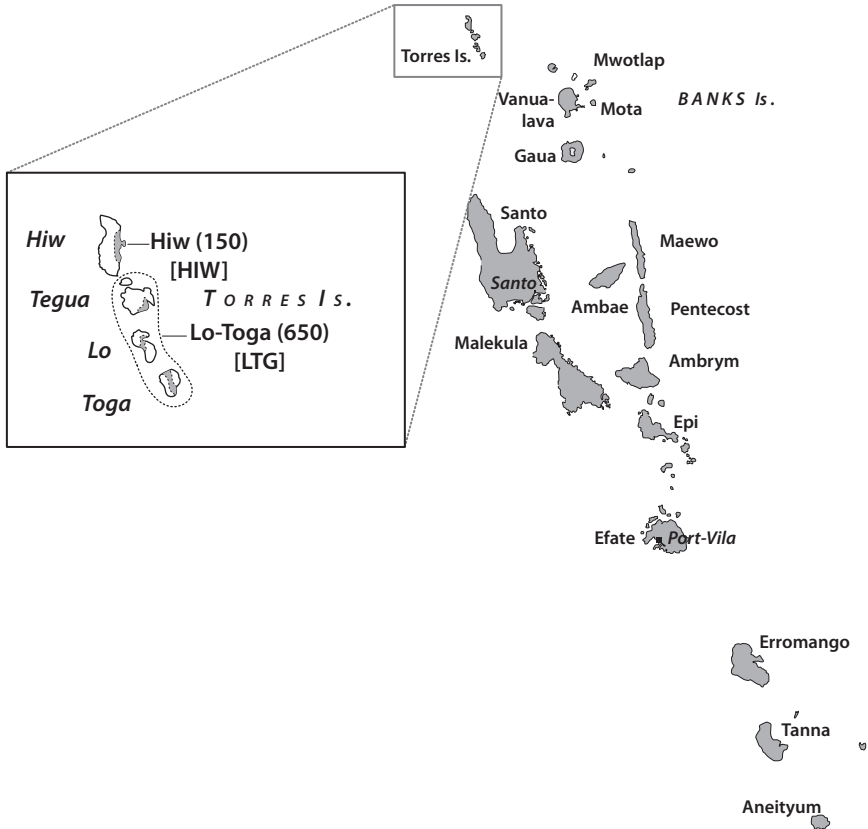 Torres Is.
Mwotlap
Vanua-
lava
Mota
BANKS Is.
Gaua
Hiw
Hiw (150)
[HIW]
Tegua
TORRES Is.
Lo
Lo-Toga (650)
[LTG]
Toga
Santo
Santo
Maewo
Ambae
Pentecost
Malekula
Ambrym
Epi
Efate
Port-Vila
Erromango
Tanna
Aneityum